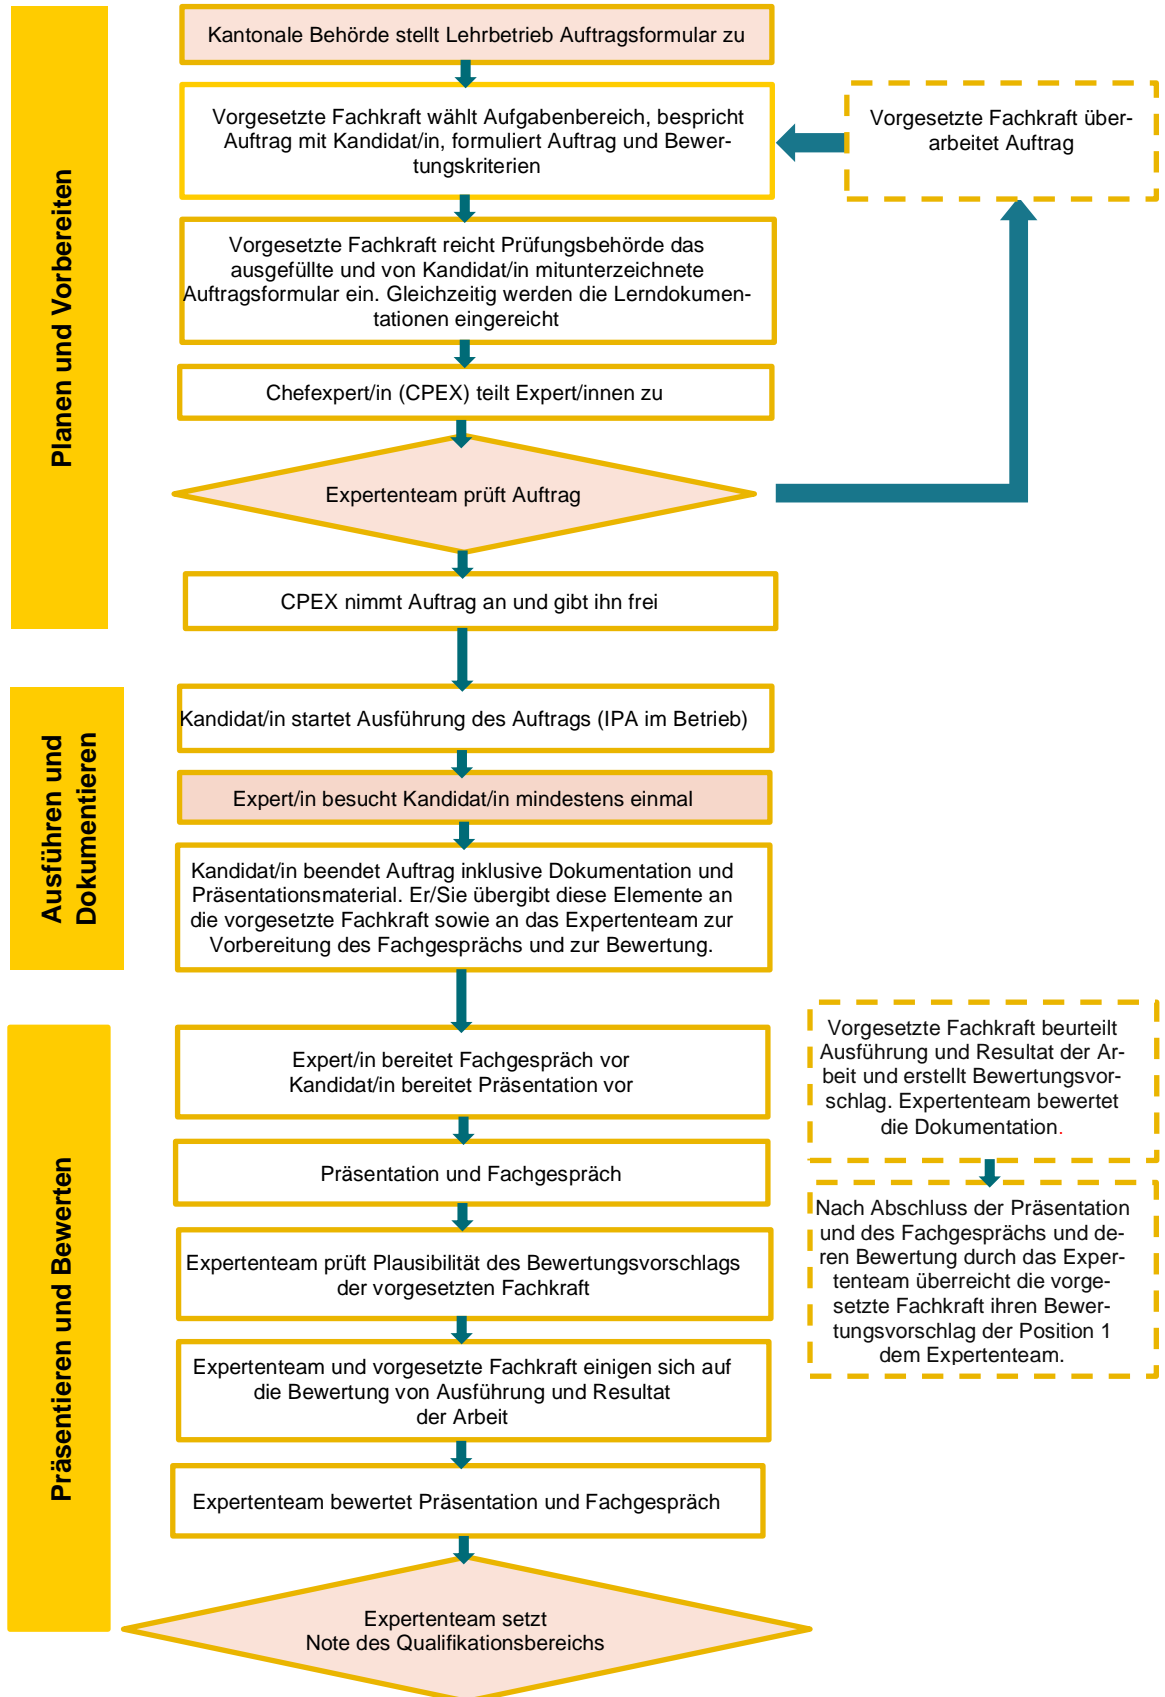 Planen und Vorbereiten
Kantonale Behörde stellt Lehrbetrieb Auftragsformular zu
Vorgesetzte Fachkraft wählt Aufgabenbereich, bespricht
Auftrag mit Kandidat/in, formuliert Auftrag und Bewer-
tungskriterien
Vorgesetzte Fachkraft über-
arbeitet Auftrag
Vorgesetzte Fachkraft reicht Prüfungsbehörde das
ausgefüllte und von Kandidat/in mitunterzeichnete
Auftragsformular ein. Gleichzeitig werden die Lerndokumen-
tationen eingereicht
Chefexpert/in (CPEX) teilt Expert/innen zu
Expertenteam prüft Auftrag
CPEX nimmt Auftrag an und gibt ihn frei
Ausführen und
Dokumentieren
Kandidat/in startet Ausführung des Auftrags (IPA im Betrieb)
Expert/in besucht Kandidat/in mindestens einmal
Kandidat/in beendet Auftrag inklusive Dokumentation und
Präsentationsmaterial. Er/Sie übergibt diese Elemente an
die vorgesetzte Fachkraft sowie an das Expertenteam zur
Vorbereitung des Fachgesprächs und zur Bewertung.
Präsentieren und Bewerten
Expert/in bereitet Fachgespräch vor
Kandidat/in bereitet Präsentation vor
Präsentation und Fachgespräch
Expertenteam prüft Plausibilität des Bewertungsvorschlags
der vorgesetzten Fachkraft
Expertenteam und vorgesetzte Fachkraft einigen sich auf
die Bewertung von Ausführung und Resultat
der Arbeit
Expertenteam bewertet Präsentation und Fachgespräch
Expertenteam setzt
Note des Qualifikationsbereichs
Vorgesetzte Fachkraft beurteilt
Ausführung und Resultat der Ar-
beit und erstellt Bewertungsvor-
schlag. Expertenteam bewertet
die Dokumentation.
Nach Abschluss der Präsentation
und des Fachgesprächs und de-
ren Bewertung durch das Exper-
tenteam überreicht die vorge-
setzte Fachkraft ihren Bewer-
tungsvorschlag der Position 1
dem Expertenteam.